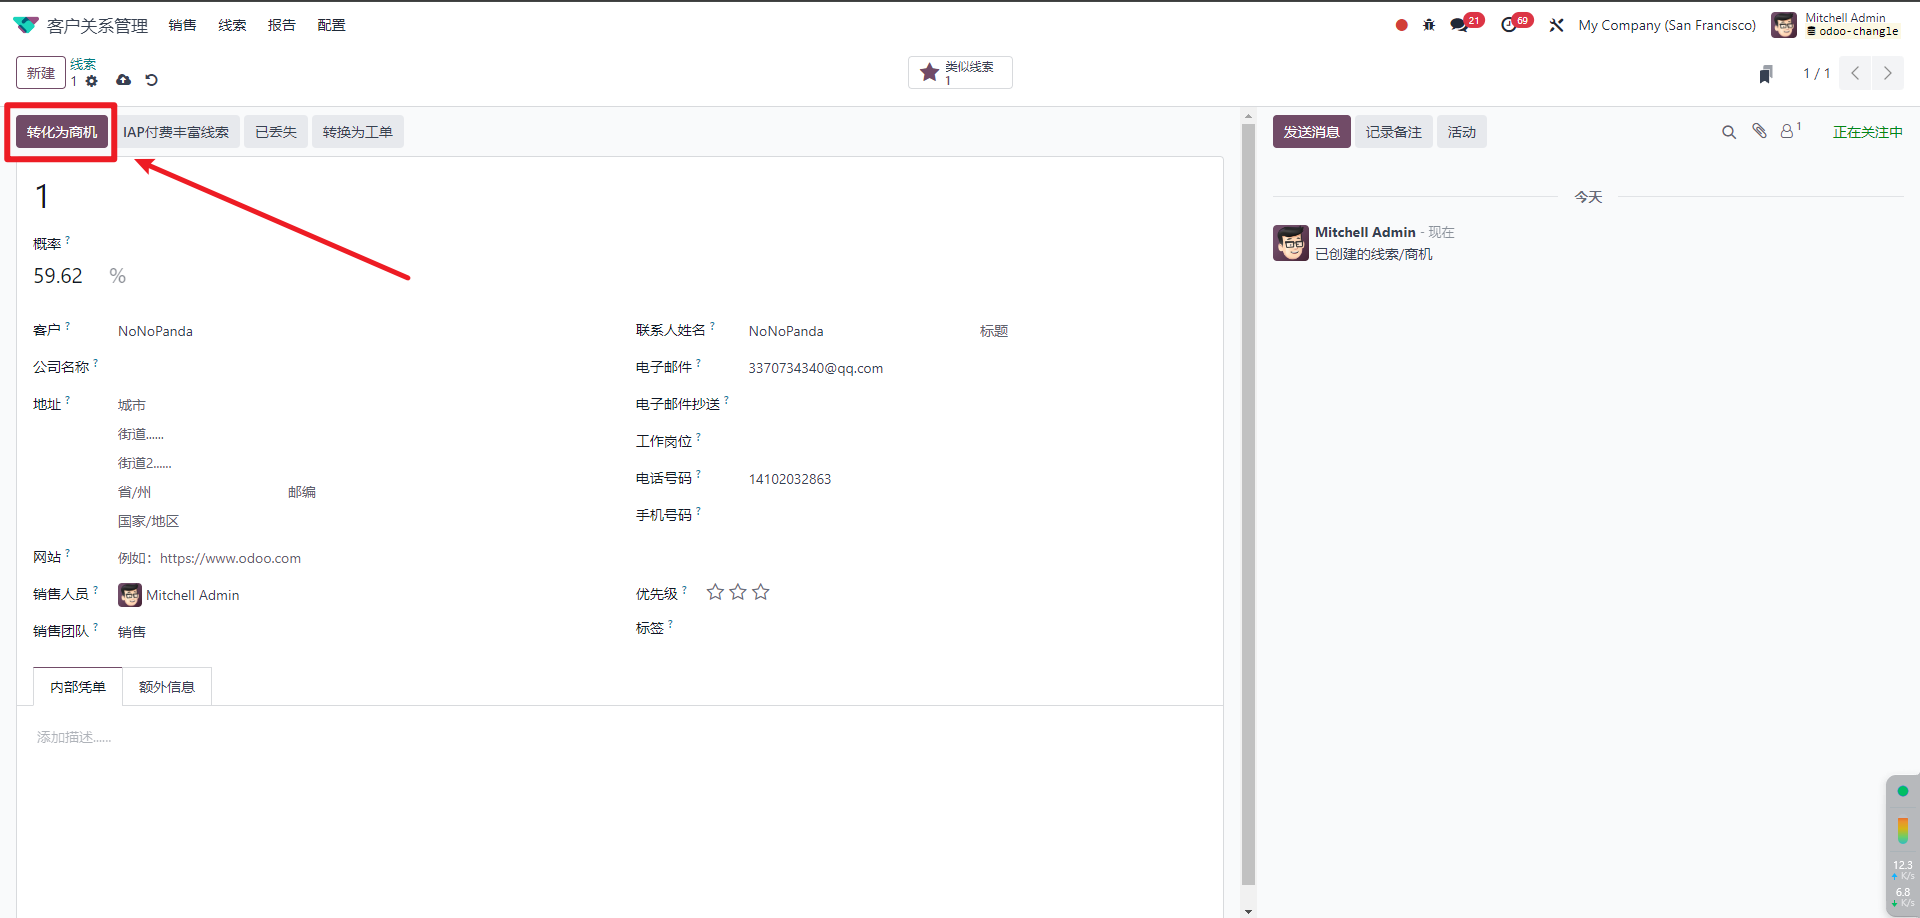 客户关系管理 销售 线索 报告 配置 21 69 My Company (San Francisco) Mitchell Admin
odoo-changle
新建 线索
1
类似线索
1
1 / 1
转化为商机 IAP付费丰富线索 已丢失 转换为工单
发送消息 记录备注 活动 1 正在关注中
1
今天
概率 ?
59.62 %
Mitchell Admin - 现在
已创建的线索/商机
客户 ? NoNoPanda
联系人姓名 ? NoNoPanda 标题
公司名称 ?
电子邮件 ? 3370734340@qq.com
地址 ? 城市
电子邮件抄送 ?
街道......
工作岗位 ?
街道2......
电话号码 ? 14102032863
省/州 邮编
手机号码 ?
国家/地区
网站 ? 例如：https://www.odoo.com
销售人员 ? Mitchell Admin
优先级 ?
销售团队 ? 销售
标签 ?
内部凭单 额外信息
添加描述......
12.3
K/s
6.8
K/s